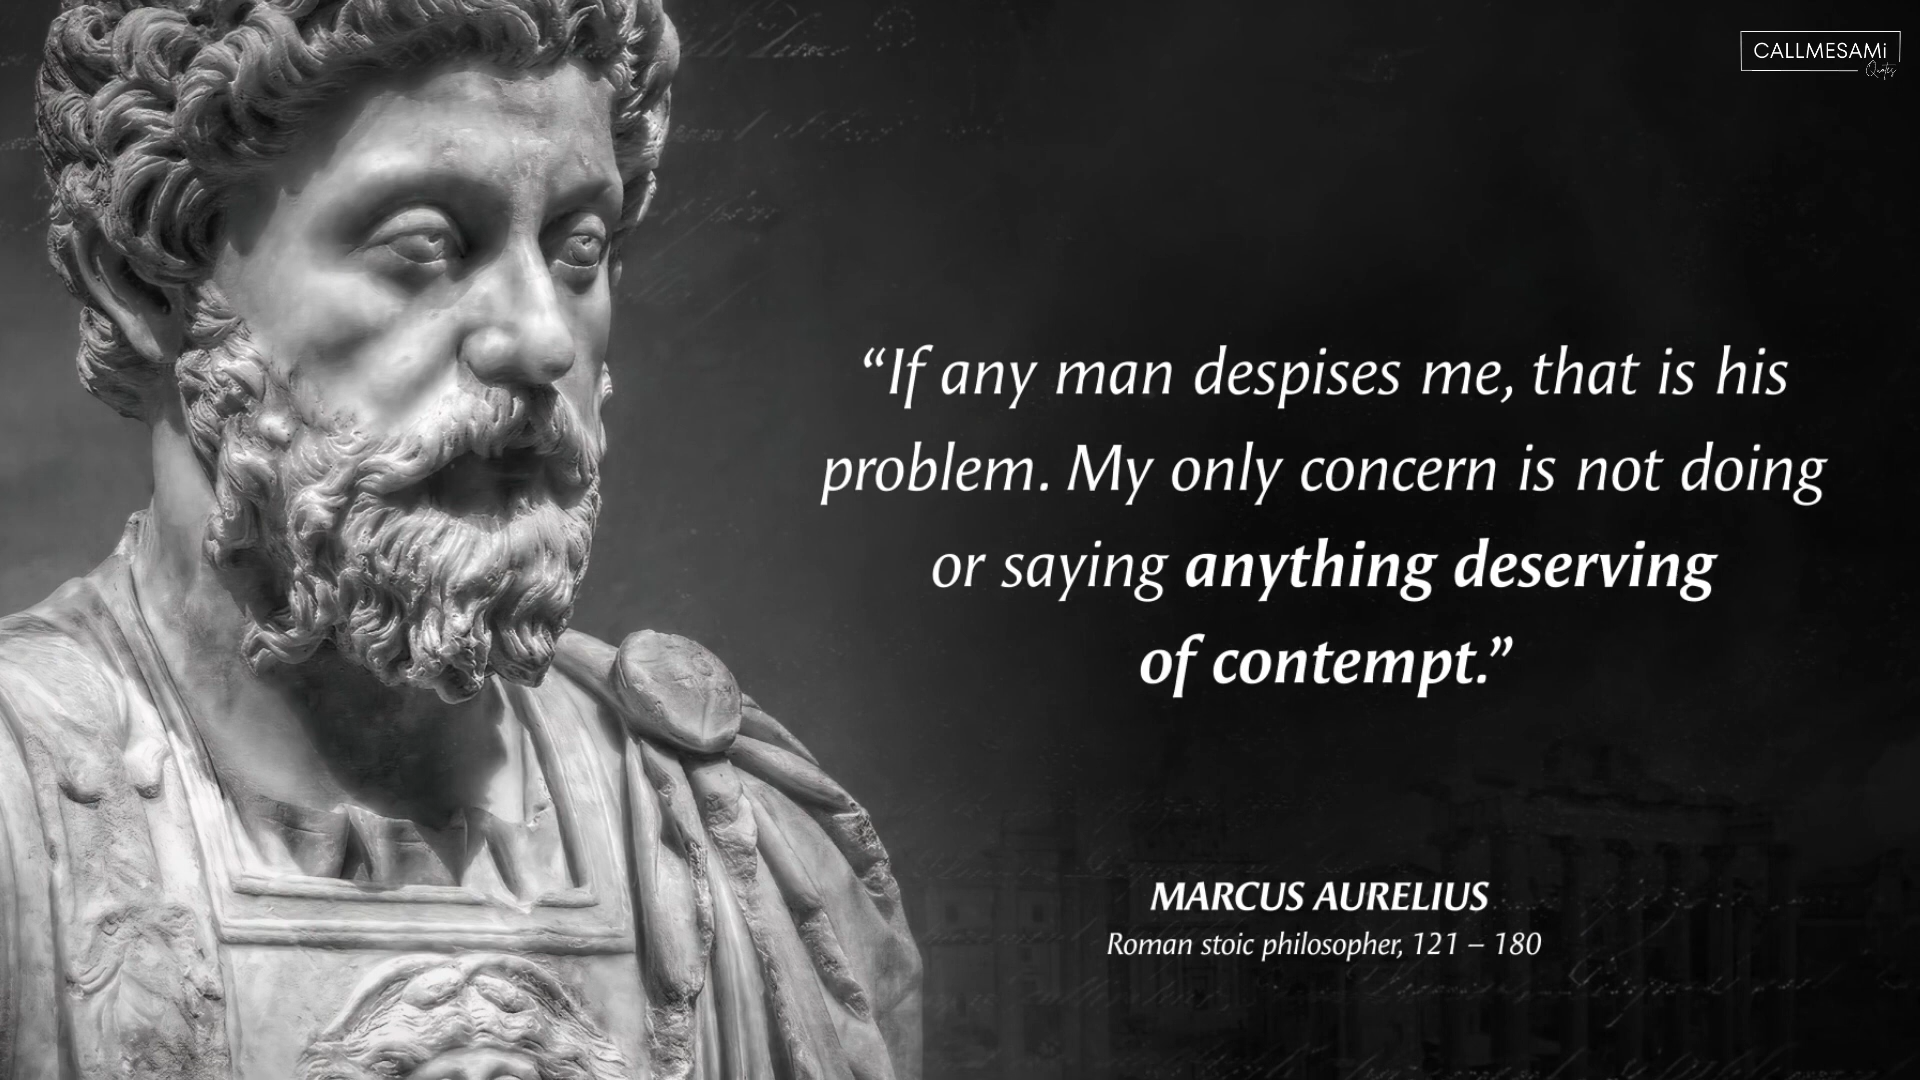 CALLMESAMi
Quotes
“If any man despises me, that is his
problem. My only concern is not doing
or saying anything deserving
of contempt.”
MARCUS AURELIUS
Roman stoic philosopher, 121 – 180